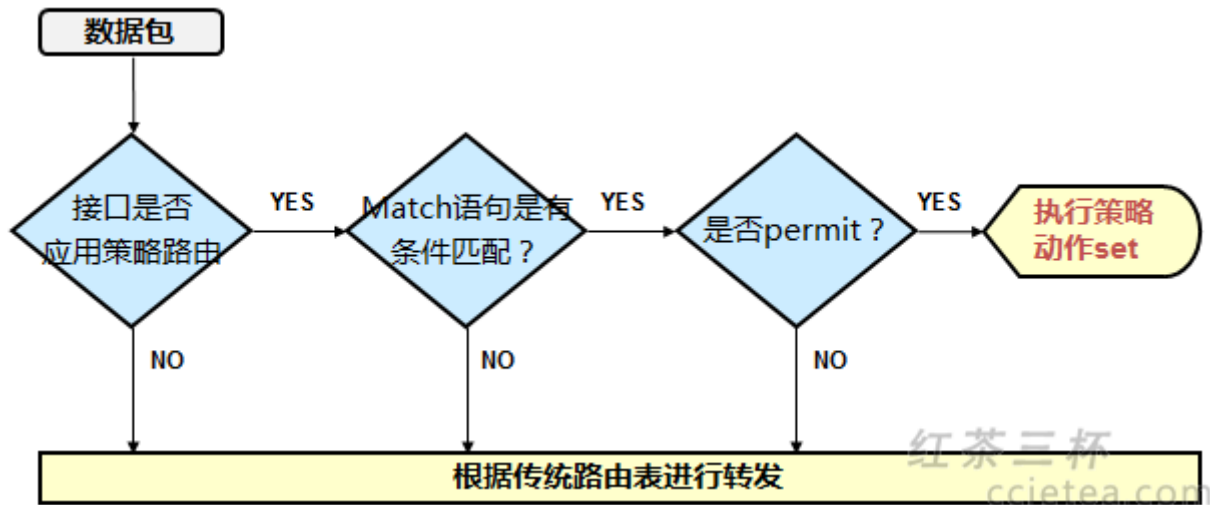 数据包
接口是否
应用策略路由
YES
Match语句是有
条件匹配？
YES
是否permit？
YES
执行策略
动作set
NO
NO
NO
根据传统路由表进行转发
红茶三杯
ccietea.com